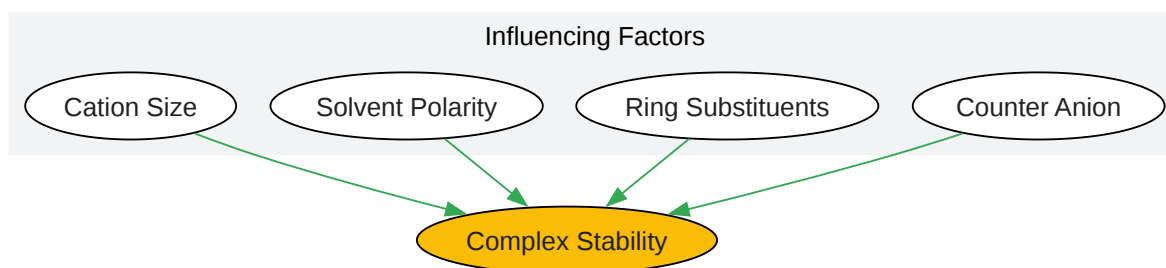 Influencing Factors
Cation Size
Solvent Polarity
Ring Substituents
Counter Anion
Complex Stability